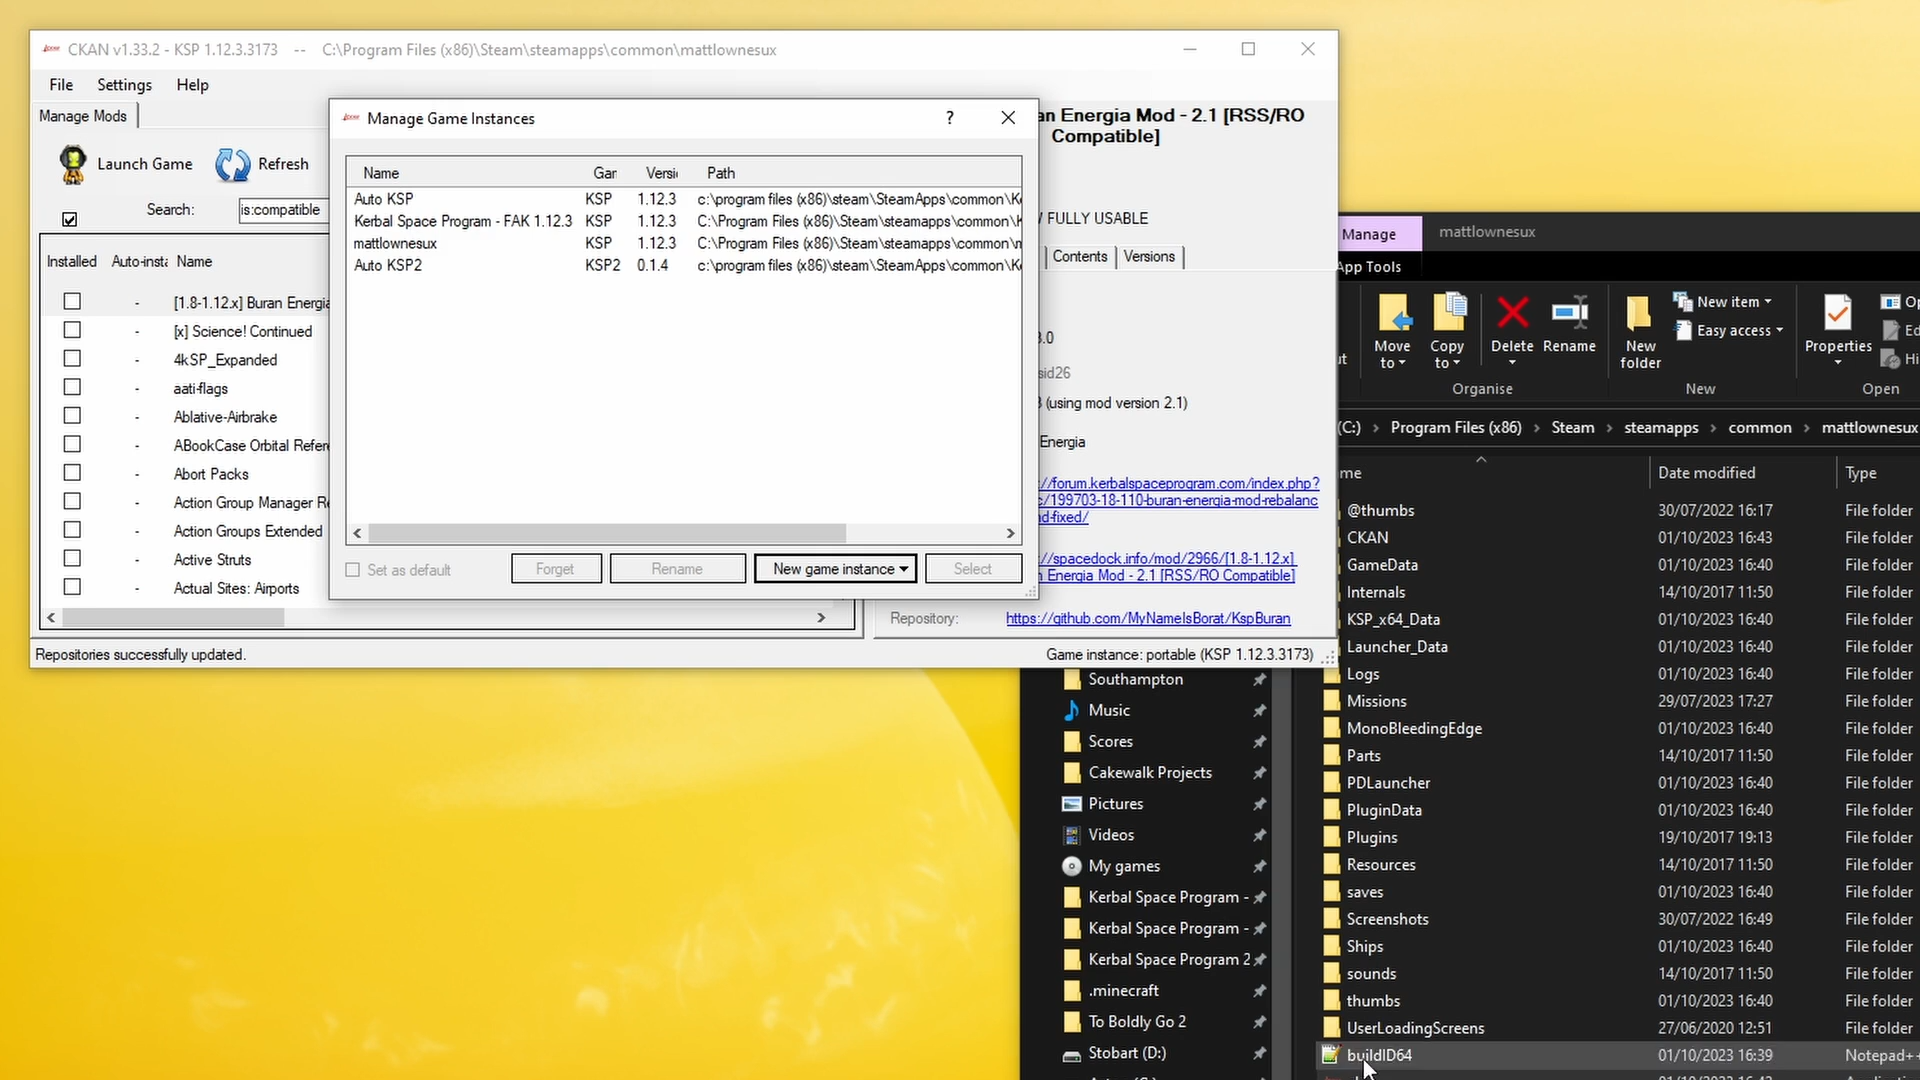 CKAN v1.33.2 - KSP 1.12.3.3173 -- C:\Program Files (x86)\Steam\steamapps\common\mattlownesux
File Settings Help
Manage Mods
Launch Game Refresh
Search: is:compatible
Installed Auto-insta Name
- [1.8-1.12.x] Buran Energia
- [x] Science! Continued
- 4kSP_Expanded
- aati-flags
- Ablative-Airbrake
- ABookCase Orbital Refere
- Abort Packs
- Action Group Manager Re
- Action Groups Extended
- Active Struts
- Actual Sites: Airports
Repositories successfully updated.
Game instance: portable (KSP 1.12.3.3173)
Manage Game Instances ?
Name Gar Versi Path
Auto KSP KSP 1.12.3 c:\program files (x86)\steam\SteamApps\common\Ke
Kerbal Space Program - FAK 1.12.3 KSP 1.12.3 C:\Program Files (x86)\Steam\steamapps\common\K
mattlownesux KSP 1.12.3 C:\Program Files (x86)\Steam\steamapps\common\m
Auto KSP2 KSP2 0.1.4 c:\program files (x86)\steam\SteamApps\common\Ke
Set as default Forget Rename New game instance Select
an Energia Mod - 2.1 [RSS/RO
Compatible]
FULLY USABLE
Contents Versions
3.0
sid26
(using mod version 2.1)
Energia
://forum.kerbalspaceprogram.com/index.php?
c/199703-18-110-buran-energia-mod-rebalanc
d-fixed/
://spacedock.info/mod/2966/[1.8-1.12.x].
n Energia Mod - 2.1 [RSS/RO Compatible]
Repository: https://github.com/MyNameIsBorat/KspBuran
Manage mattlownesux
App Tools
Move to Copy to Delete Rename New folder New item Easy access Properties Op
Ed
Hi
Organise New Open
(C:) › Program Files (x86) › Steam › steamapps › common › mattlownesux
me Date modified Type
@thumbs 30/07/2022 16:17 File folder
CKAN 01/10/2023 16:43 File folder
GameData 01/10/2023 16:40 File folder
Internals 14/10/2017 11:50 File folder
KSP_x64_Data 01/10/2023 16:40 File folder
Launcher_Data 01/10/2023 16:40 File folder
Logs 01/10/2023 16:40 File folder
Missions 29/07/2023 17:27 File folder
MonoBleedingEdge 01/10/2023 16:40 File folder
Parts 14/10/2017 11:50 File folder
PDLauncher 01/10/2023 16:40 File folder
PluginData 01/10/2023 16:40 File folder
Plugins 19/10/2017 19:13 File folder
Resources 14/10/2017 11:50 File folder
saves 01/10/2023 16:40 File folder
Screenshots 30/07/2022 16:49 File folder
Ships 01/10/2023 16:40 File folder
sounds 14/10/2017 11:50 File folder
thumbs 01/10/2023 16:40 File folder
UserLoadingScreens 27/06/2020 12:51 File folder
buildID64 01/10/2023 16:39 Notepad++
Southampton
Music
Scores
Cakewalk Projects
Pictures
Videos
My games
Kerbal Space Program -
Kerbal Space Program -
Kerbal Space Program 2
.minecraft
To Boldly Go 2
Stobart (D:)